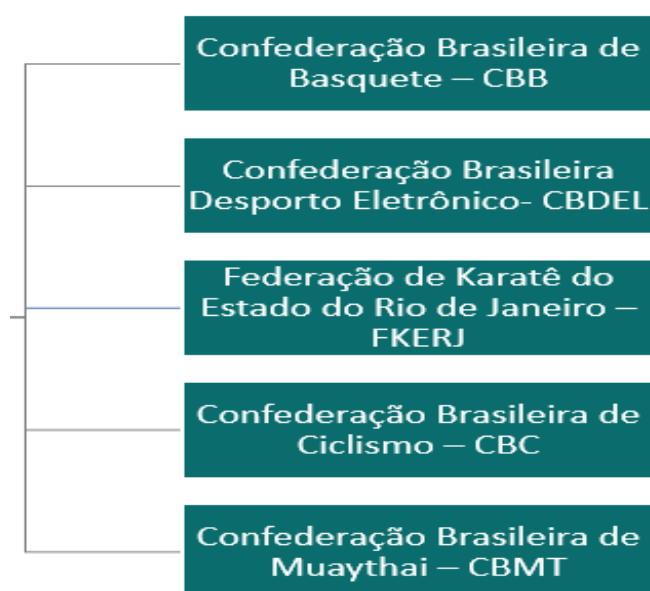 Confederação Brasileira de
Basquete – CBB
Confederação Brasileira
Desporto Eletrônico- CBDEL
Federação de Karatê do
Estado do Rio de Janeiro –
FKERJ
Confederação Brasileira de
Ciclismo – CBC
Confederação Brasileira de
Muaythai – CBMT